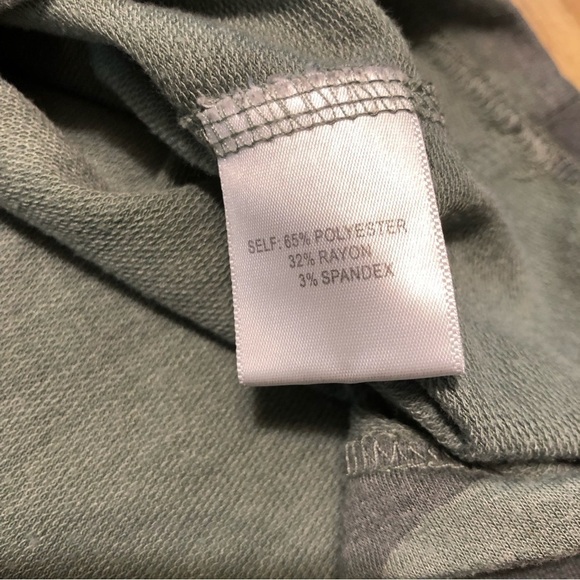 SELF: 65% POLYESTER
32% RAYON
3% SPANDEX